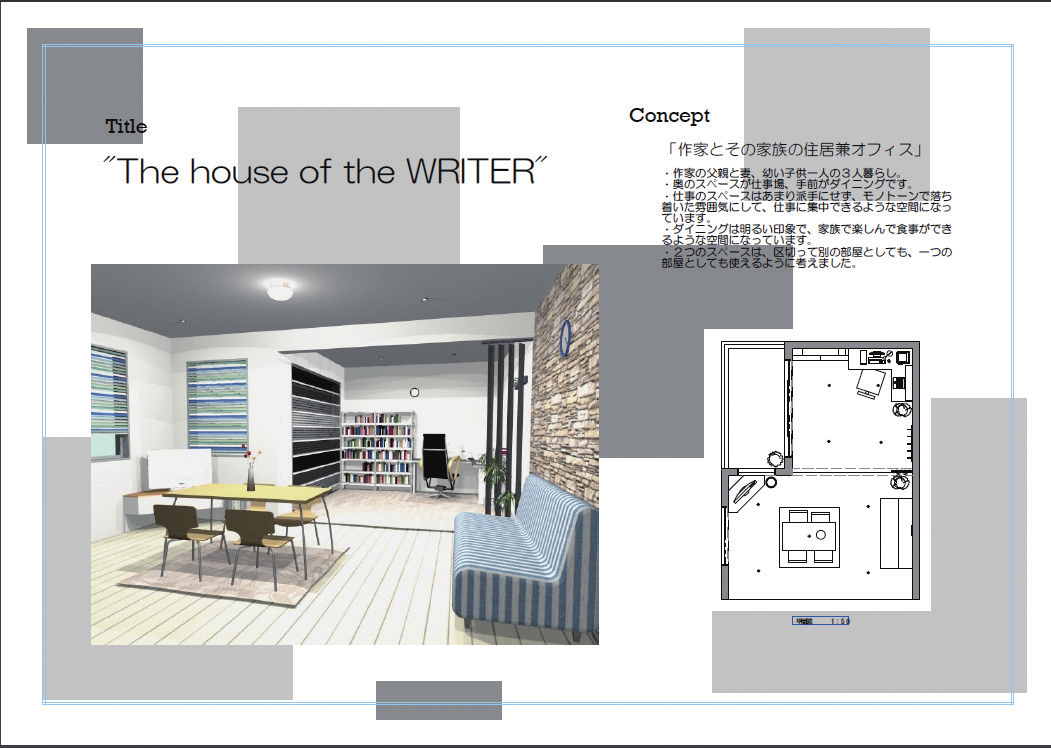 Title
"The house of the WRITER"
Concept
「作家とその家族の住居兼オフィス」
・作家の父親と妻、幼い子供一人の３人暮らし。
・奥のスペースが仕事場、手前がダイニングです。
・仕事のスペースはあまり派手にせず、モノトーンで落ち
着いた雰囲気にして、仕事に集中できるような空間になっ
ています。
・ダイニングは明るい印象で、家族で楽しんで食事ができ
るような空間になっています。
・２つのスペースは、区切って別の部屋としても、一つの
部屋としても使えるように考えました。
平面図 1:50